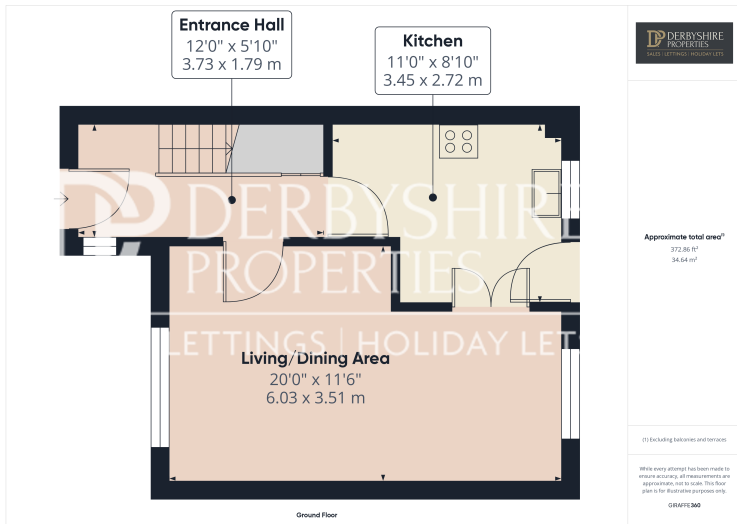 Entrance Hall
12'0" x 5'10"
3.73 x 1.79 m
Kitchen
11'0" x 8'10"
3.45 x 2.72 m
DERBYSHIRE
PROPERTIES
LETTINGS | HOLIDAY LETS
Living/Dining Area
20'0" x 11'6"
6.03 x 3.51 m
Ground Floor
DERBYSHIRE
PROPERTIES
SALES | LETTINGS | HOLIDAY LETS
Approximate total area⁽¹⁾
372.86 ft²
34.64 m²
(1) Excluding balconies and terraces
While every attempt has been made to
ensure accuracy, all measurements are
approximate, not to scale. This floor
plan is for illustrative purposes only.
GIRAFFE360